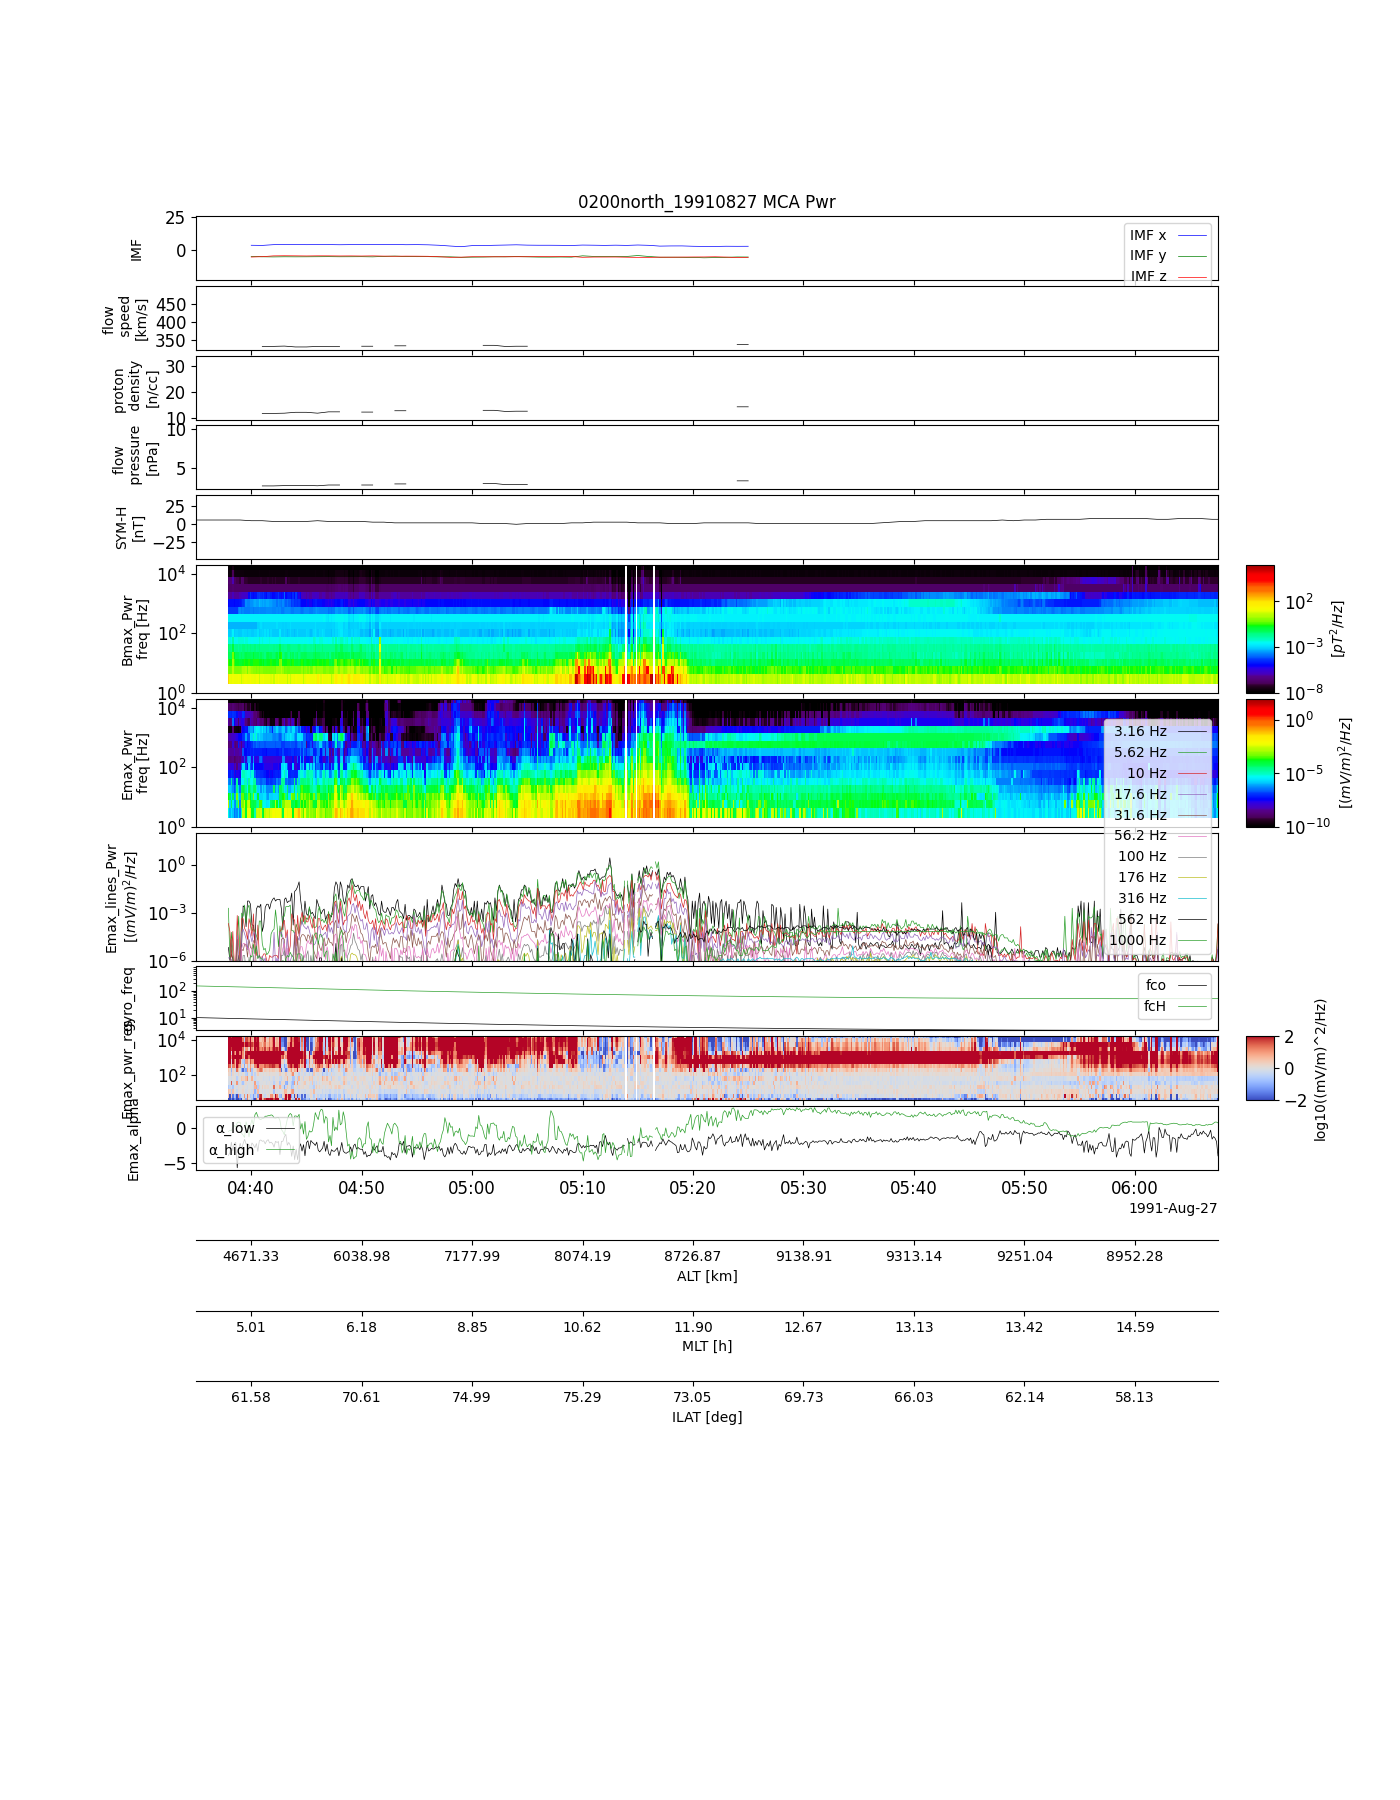 0200north_19910827 MCA Pwr
IMF
25
0
IMF x
IMF y
IMF z
flow
speed
[km/s]
450
400
350
proton
density
[n/cc]
30
20
10
flow
pressure
[nPa]
10
5
SYM-H
[nT]
25
0
−25
Bmax_Pwr
freq [Hz]
10^4
10^2
10^0
10^2
10^−3
10^−8
[pT^2/Hz]
Emax_Pwr
freq [Hz]
10^4
10^2
10^0
10^0
10^−5
10^−10
[(mV/m)^2/Hz]
3.16 Hz
5.62 Hz
10 Hz
17.6 Hz
31.6 Hz
56.2 Hz
100 Hz
176 Hz
316 Hz
562 Hz
1000 Hz
Emax_lines_Pwr
[(mV/m)^2/Hz]
10^0
10^−3
10^−6
gyro_freq
10^2
10^1
fco
fcH
Emax_pwr_reg
10^4
10^2
2
0
−2
log10((mV/m)^2/Hz)
Emax_alpha
0
−5
α_low
α_high
04:40 04:50 05:00 05:10 05:20 05:30 05:40 05:50 06:00
1991-Aug-27
4671.33 6038.98 7177.99 8074.19 8726.87 9138.91 9313.14 9251.04 8952.28
ALT [km]
5.01 6.18 8.85 10.62 11.90 12.67 13.13 13.42 14.59
MLT [h]
61.58 70.61 74.99 75.29 73.05 69.73 66.03 62.14 58.13
ILAT [deg]